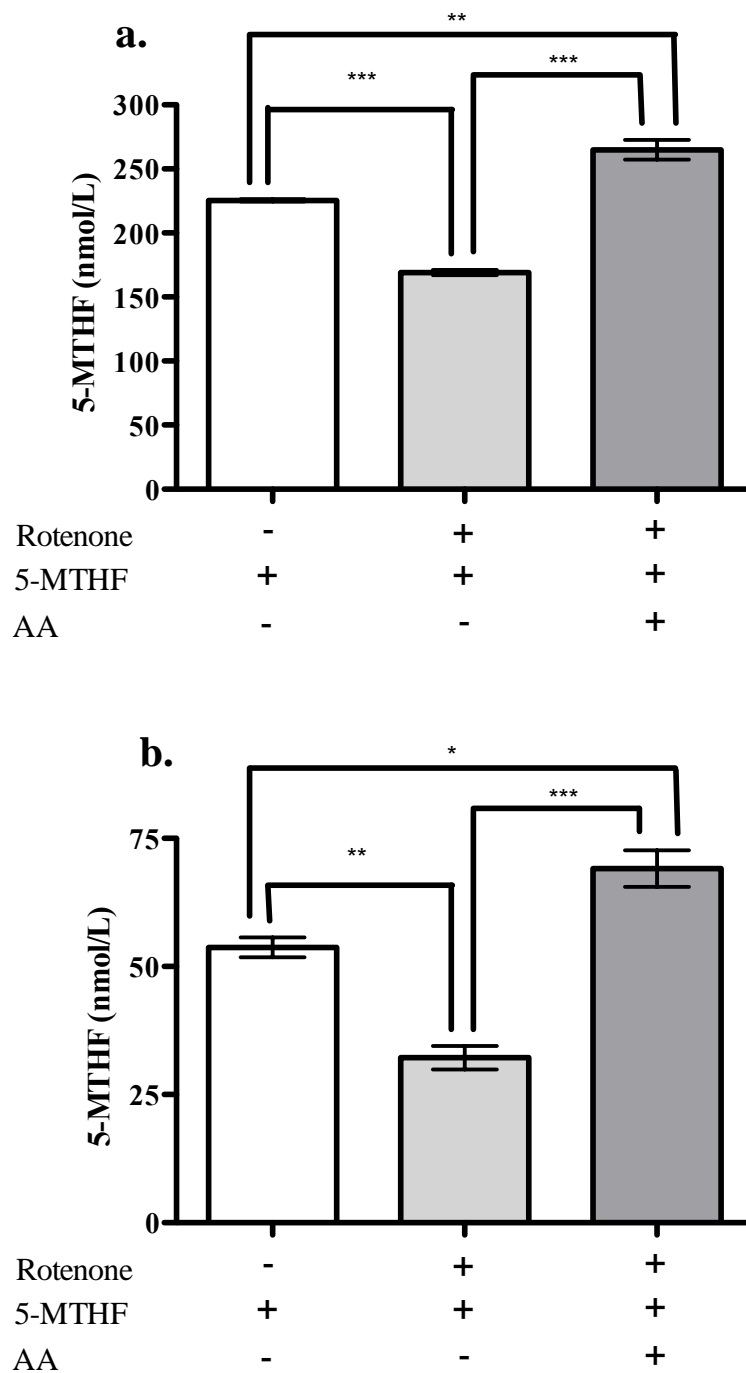 a.
**
***
***
5-MTHF (nmol/L)
300
250
200
150
100
50
0
Rotenone - + +
5-MTHF + + +
AA - - +
b.
*
***
**
5-MTHF (nmol/L)
75
50
25
0
Rotenone - + +
5-MTHF + + +
AA - - +